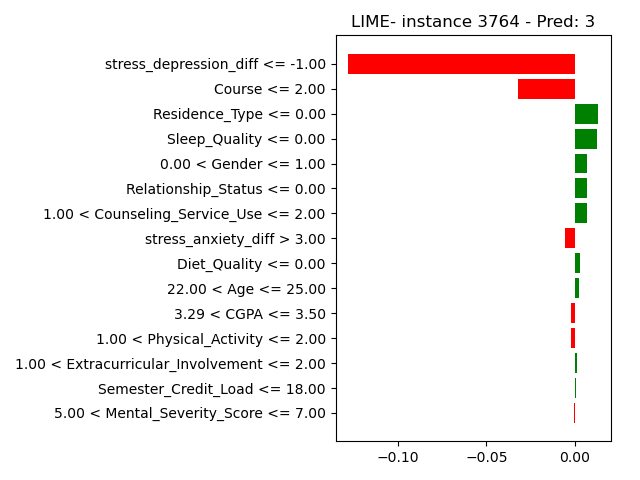 LIME- instance 3764 - Pred: 3
stress_depression_diff <= -1.00
Course <= 2.00
Residence_Type <= 0.00
Sleep_Quality <= 0.00
0.00 < Gender <= 1.00
Relationship_Status <= 0.00
1.00 < Counseling_Service_Use <= 2.00
stress_anxiety_diff > 3.00
Diet_Quality <= 0.00
22.00 < Age <= 25.00
3.29 < CGPA <= 3.50
1.00 < Physical_Activity <= 2.00
1.00 < Extracurricular_Involvement <= 2.00
Semester_Credit_Load <= 18.00
5.00 < Mental_Severity_Score <= 7.00
−0.10 −0.05 0.00